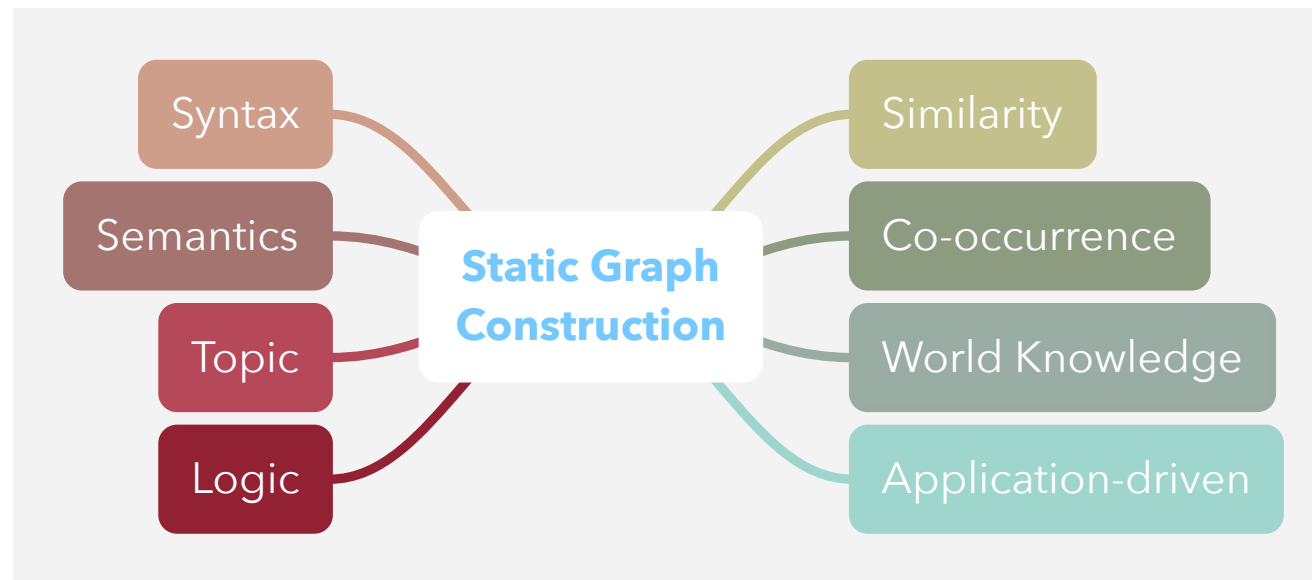 Syntax
Semantics
Topic
Logic
Static Graph
Construction
Similarity
Co-occurrence
World Knowledge
Application-driven